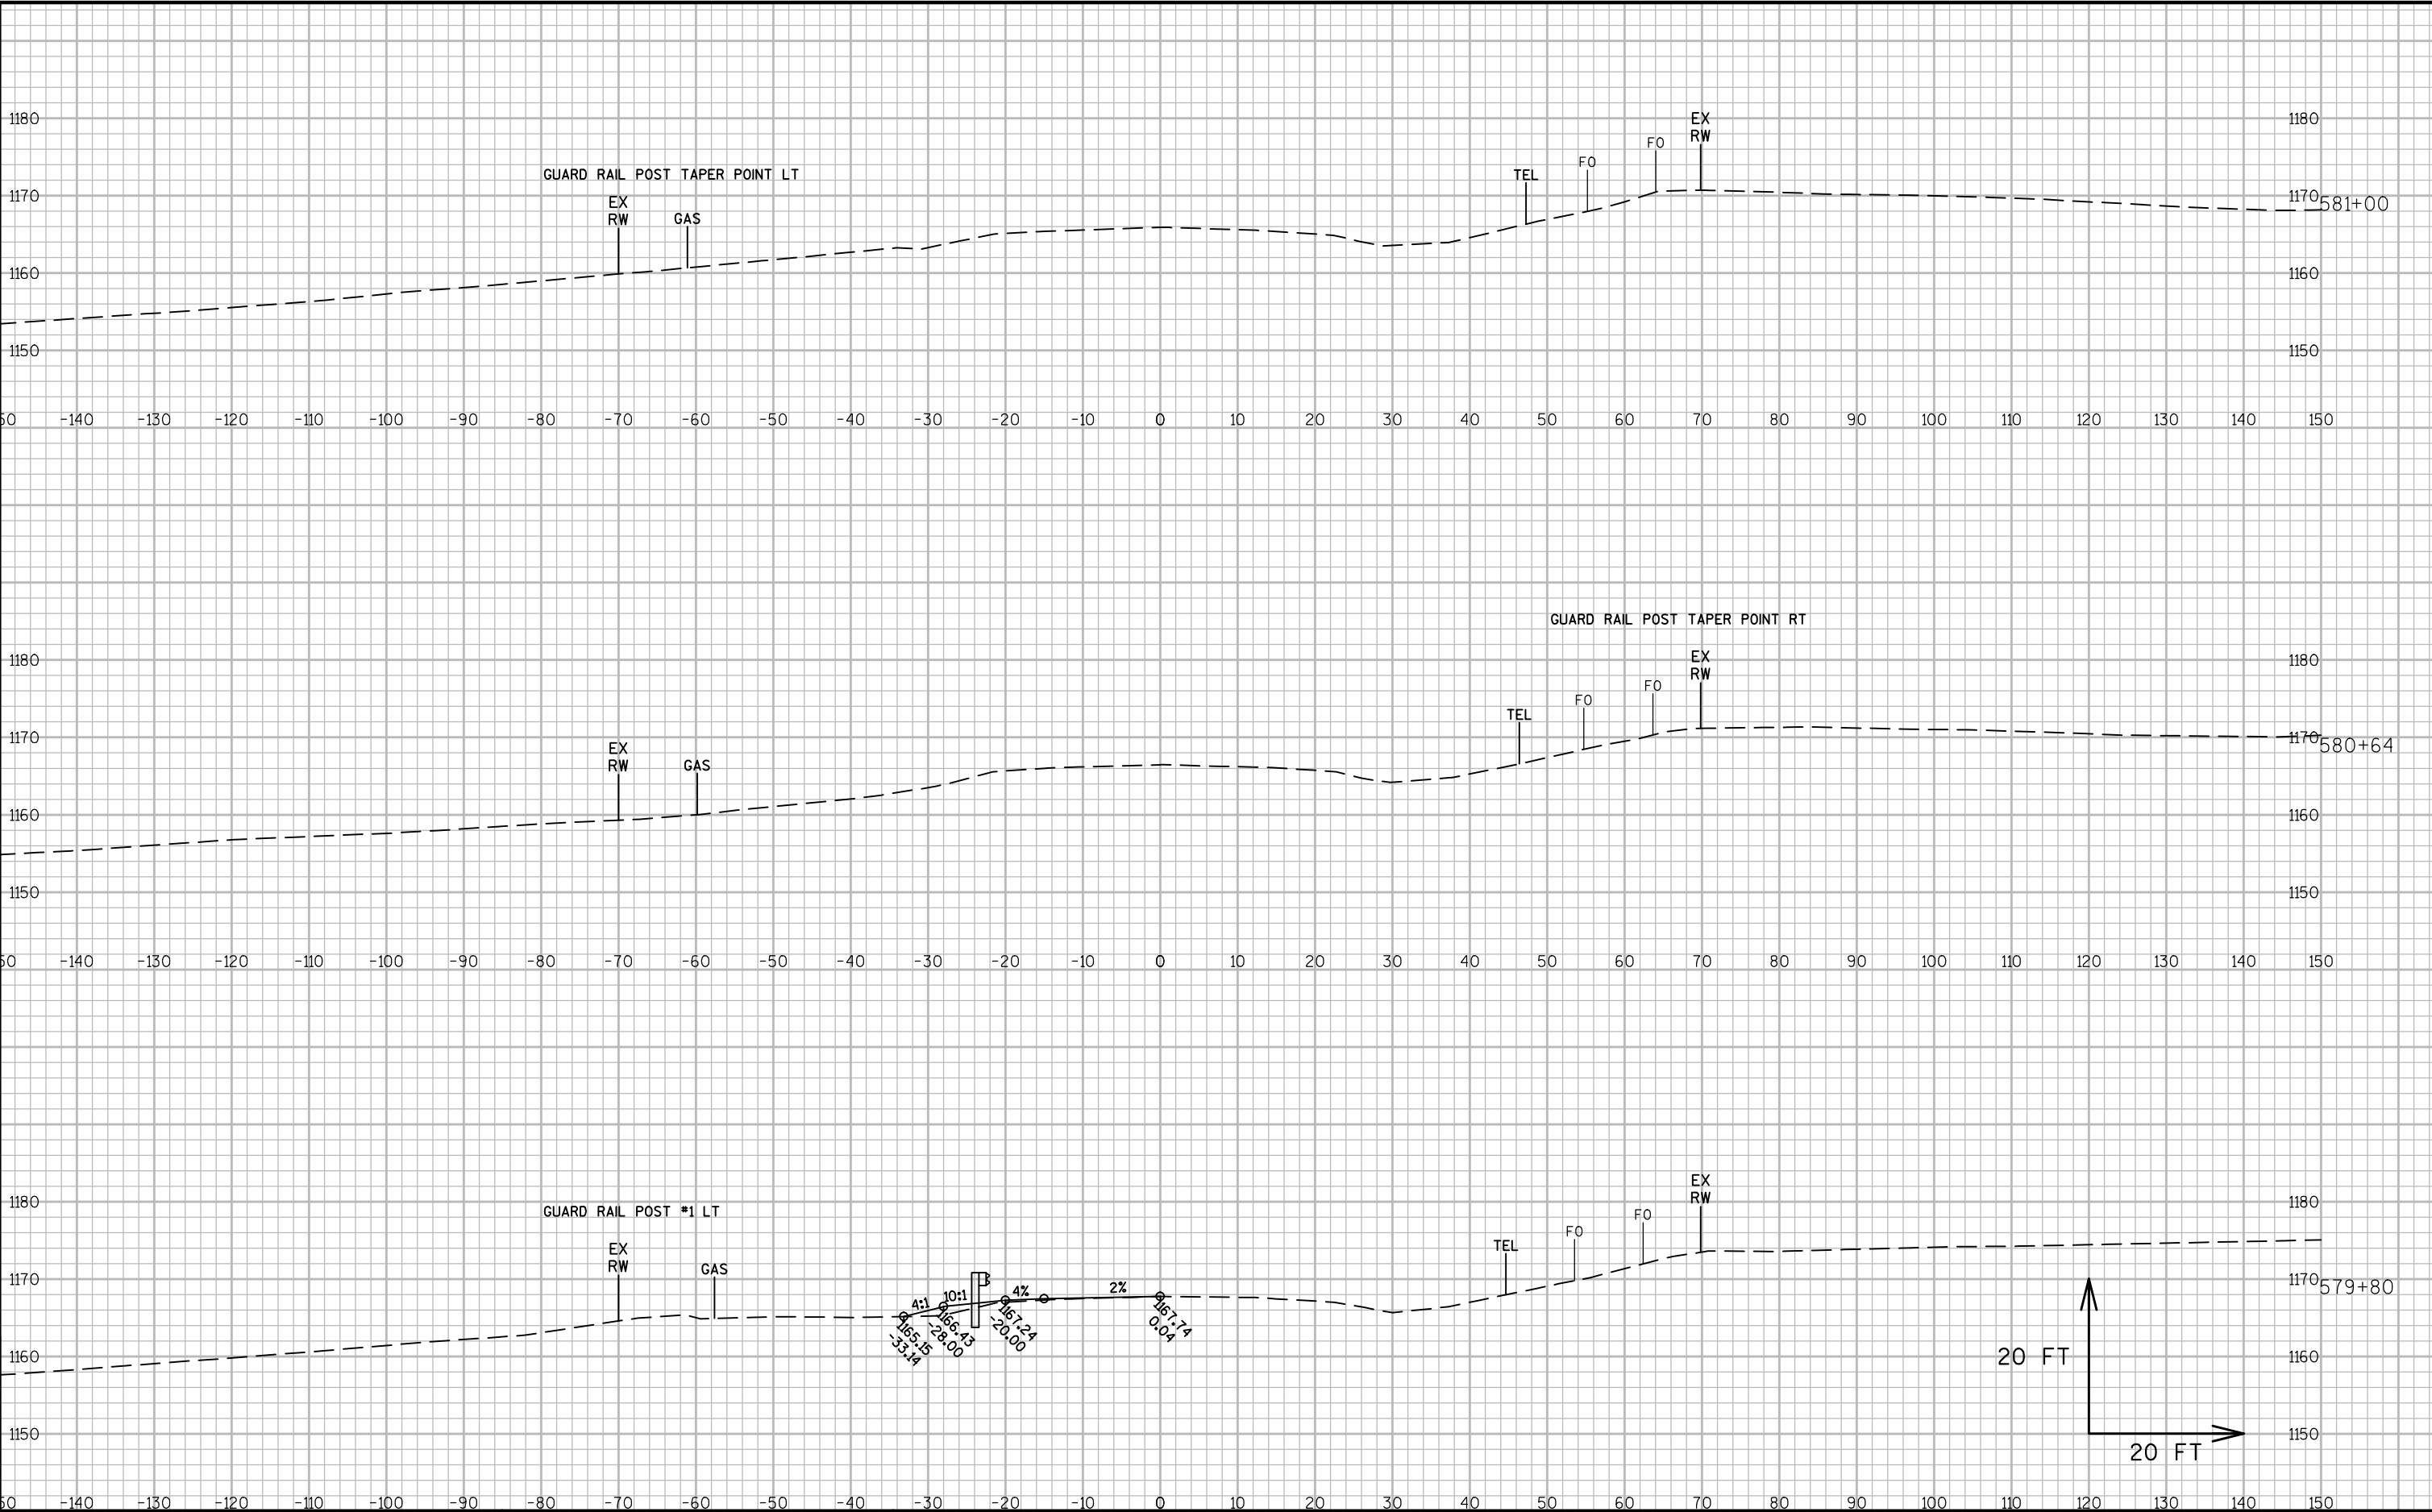 1180
EX
RW
1180
FO
FO
TEL
GUARD RAIL POST TAPER POINT LT
EX
RW
GAS
1170
1170
581+00
1160
1160
1150
1150
50 -140 -130 -120 -110 -100 -90 -80 -70 -60 -50 -40 -30 -20 -10 0 10 20 30 40 50 60 70 80 90 100 110 120 130 140 150
GUARD RAIL POST TAPER POINT RT
1180
EX
RW
1180
FO
FO
TEL
EX
RW
GAS
1170
1170
580+64
1160
1160
1150
1150
50 -140 -130 -120 -110 -100 -90 -80 -70 -60 -50 -40 -30 -20 -10 0 10 20 30 40 50 60 70 80 90 100 110 120 130 140 150
1180
EX
RW
1180
GUARD RAIL POST #1 LT
FO
FO
TEL
EX
RW
GAS
1170
1170
579+80
4:1
10:1
4%
2%
1165.15
-33.14
1166.43
-28.00
1167.24
-20.00
1167.74
0.04
1160
1160
20 FT
1150
1150
20 FT
50 -140 -130 -120 -110 -100 -90 -80 -70 -60 -50 -40 -30 -20 -10 0 10 20 30 40 50 60 70 80 90 100 110 120 130 140 150